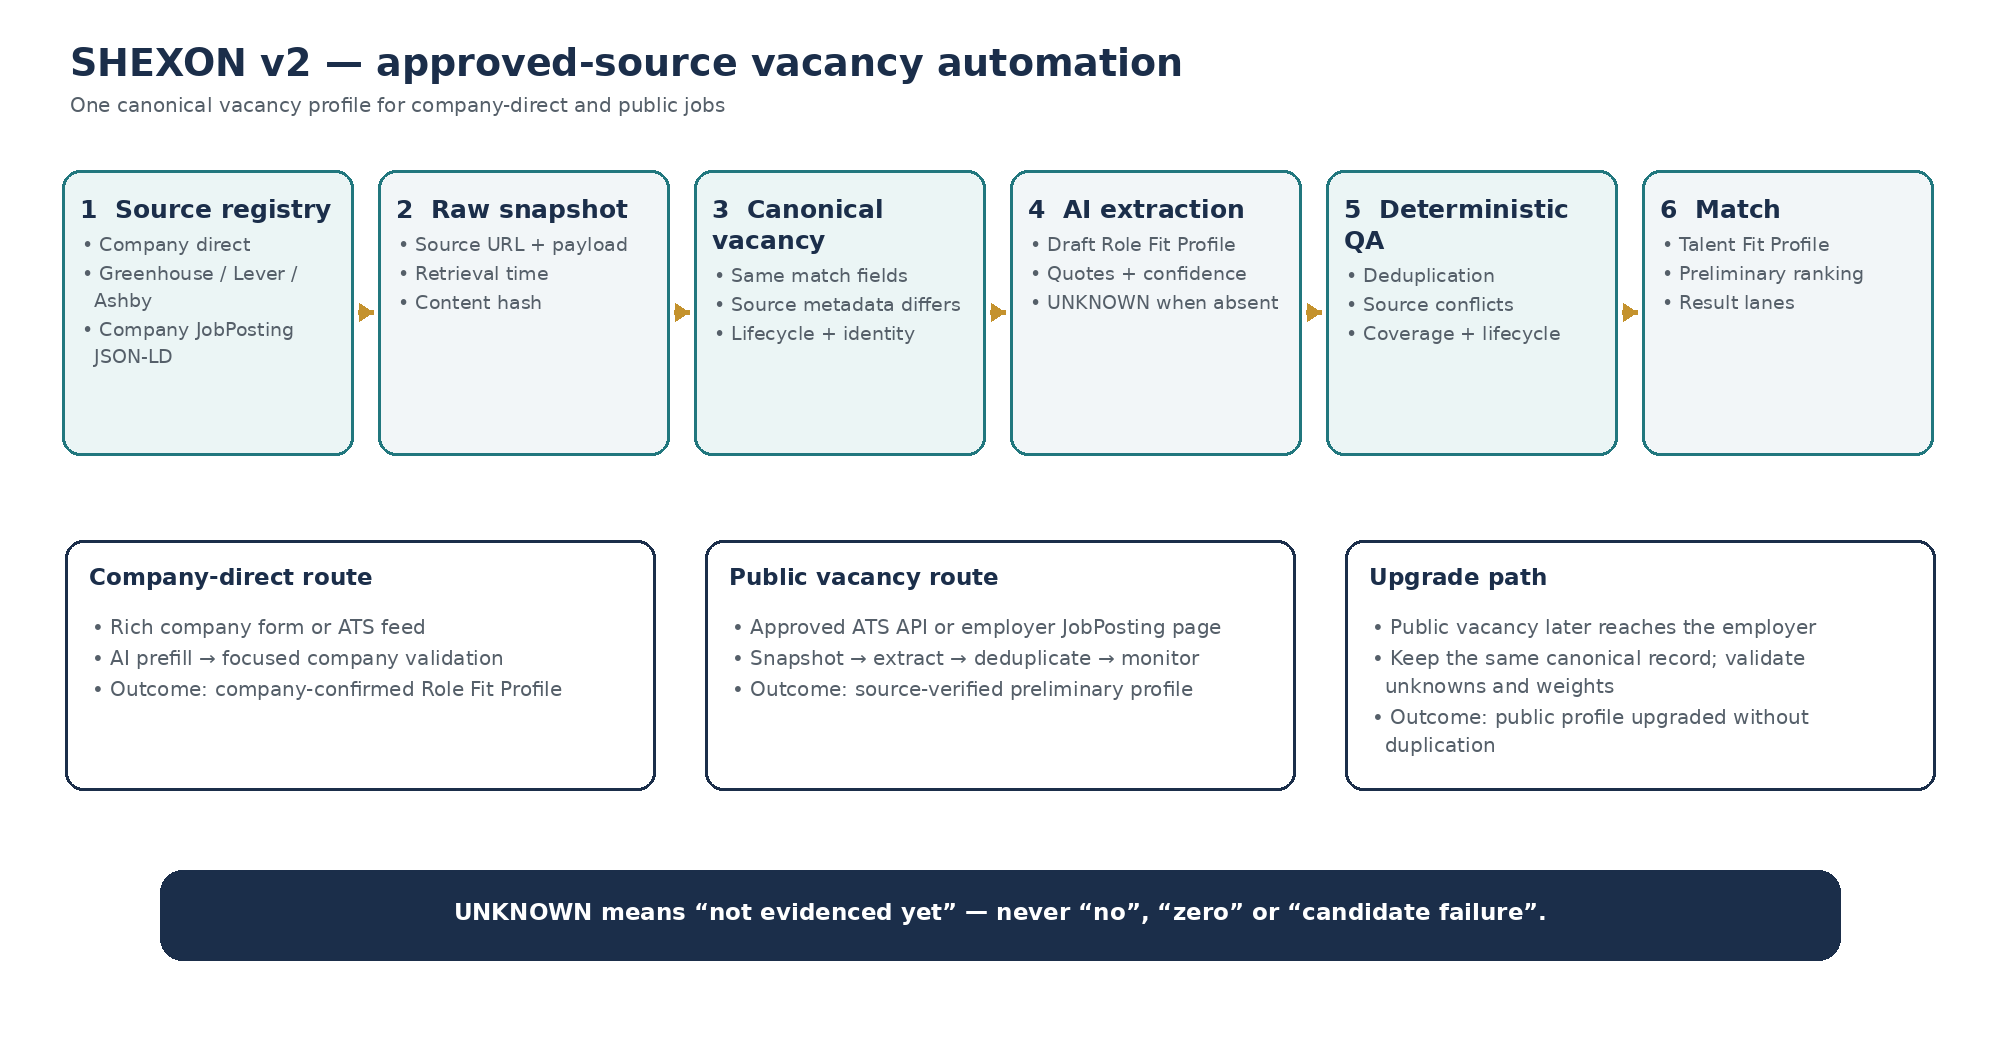 SHEXON v2 — approved-source vacancy automation
One canonical vacancy profile for company-direct and public jobs
1 Source registry
• Company direct
• Greenhouse / Lever /
Ashby
• Company JobPosting
JSON-LD
2 Raw snapshot
• Source URL + payload
• Retrieval time
• Content hash
3 Canonical
vacancy
• Same match fields
• Source metadata differs
• Lifecycle + identity
4 AI extraction
• Draft Role Fit Profile
• Quotes + confidence
• UNKNOWN when absent
5 Deterministic
QA
• Deduplication
• Source conflicts
• Coverage + lifecycle
6 Match
• Talent Fit Profile
• Preliminary ranking
• Result lanes
Company-direct route
• Rich company form or ATS feed
• AI prefill → focused company validation
• Outcome: company-confirmed Role Fit Profile
Public vacancy route
• Approved ATS API or employer JobPosting page
• Snapshot → extract → deduplicate → monitor
• Outcome: source-verified preliminary profile
Upgrade path
• Public vacancy later reaches the employer
• Keep the same canonical record; validate
unknowns and weights
• Outcome: public profile upgraded without
duplication
UNKNOWN means “not evidenced yet” — never “no”, “zero” or “candidate failure”.